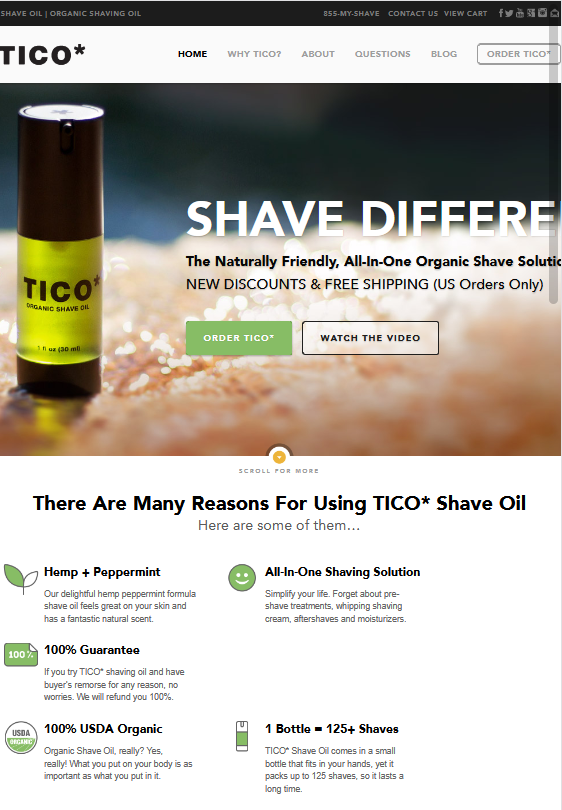 SHAVE OIL | ORGANIC SHAVING OIL
855-MY-SHAVE CONTACT US VIEW CART
TICO*
HOME WHY TICO? ABOUT QUESTIONS BLOG ORDER TICO*
SHAVE DIFFERE
The Naturally Friendly, All-In-One Organic Shave Solutio
NEW DISCOUNTS & FREE SHIPPING (US Orders Only)
ORDER TICO* WATCH THE VIDEO
TICO*
ORGANIC SHAVE OIL
1 fl oz (30 ml)
SCROLL FOR MORE
There Are Many Reasons For Using TICO* Shave Oil
Here are some of them...
Hemp + Peppermint
Our delightful hemp peppermint formula
shave oil feels great on your skin and
has a fantastic natural scent.
All-In-One Shaving Solution
Simplify your life. Forget about pre-
shave treatments, whipping shaving
cream, aftershaves and moisturizers.
100%
100% Guarantee
If you try TICO* shaving oil and have
buyer's remorse for any reason, no
worries. We will refund you 100%.
USDA
ORGANIC
100% USDA Organic
Organic Shave Oil, really? Yes,
really! What you put on your body is as
important as what you put in it.
1 Bottle = 125+ Shaves
TICO* Shave Oil comes in a small
bottle that fits in your hands, yet it
packs up to 125 shaves, so it lasts a
long time.